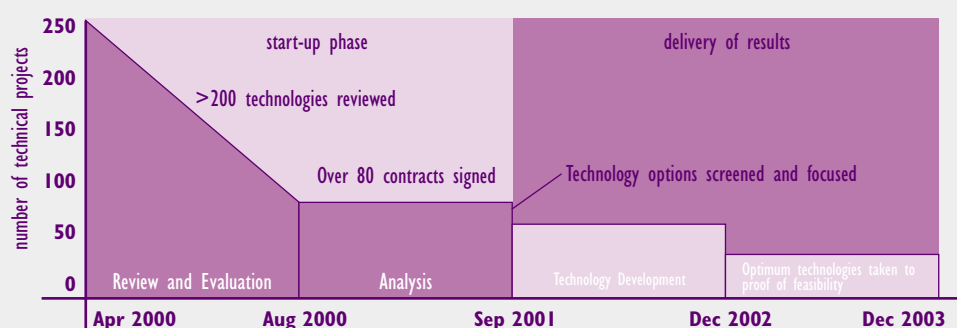 number of technical projects
250
200
150
100
50
0
start-up phase
delivery of results
>200 technologies reviewed
Over 80 contracts signed
Technology options screened and focused
Review and Evaluation
Analysis
Technology Development
Optimum technologies taken to
proof of feasibility
Apr 2000
Aug 2000
Sep 2001
Dec 2002
Dec 2003